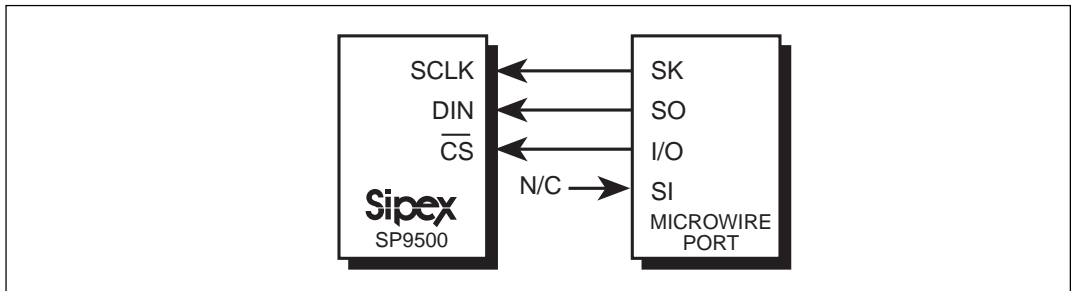 SCLK
DIN
CS
Sipex
SP9500
SK
SO
I/O
N/C
SI
MICROWIRE
PORT